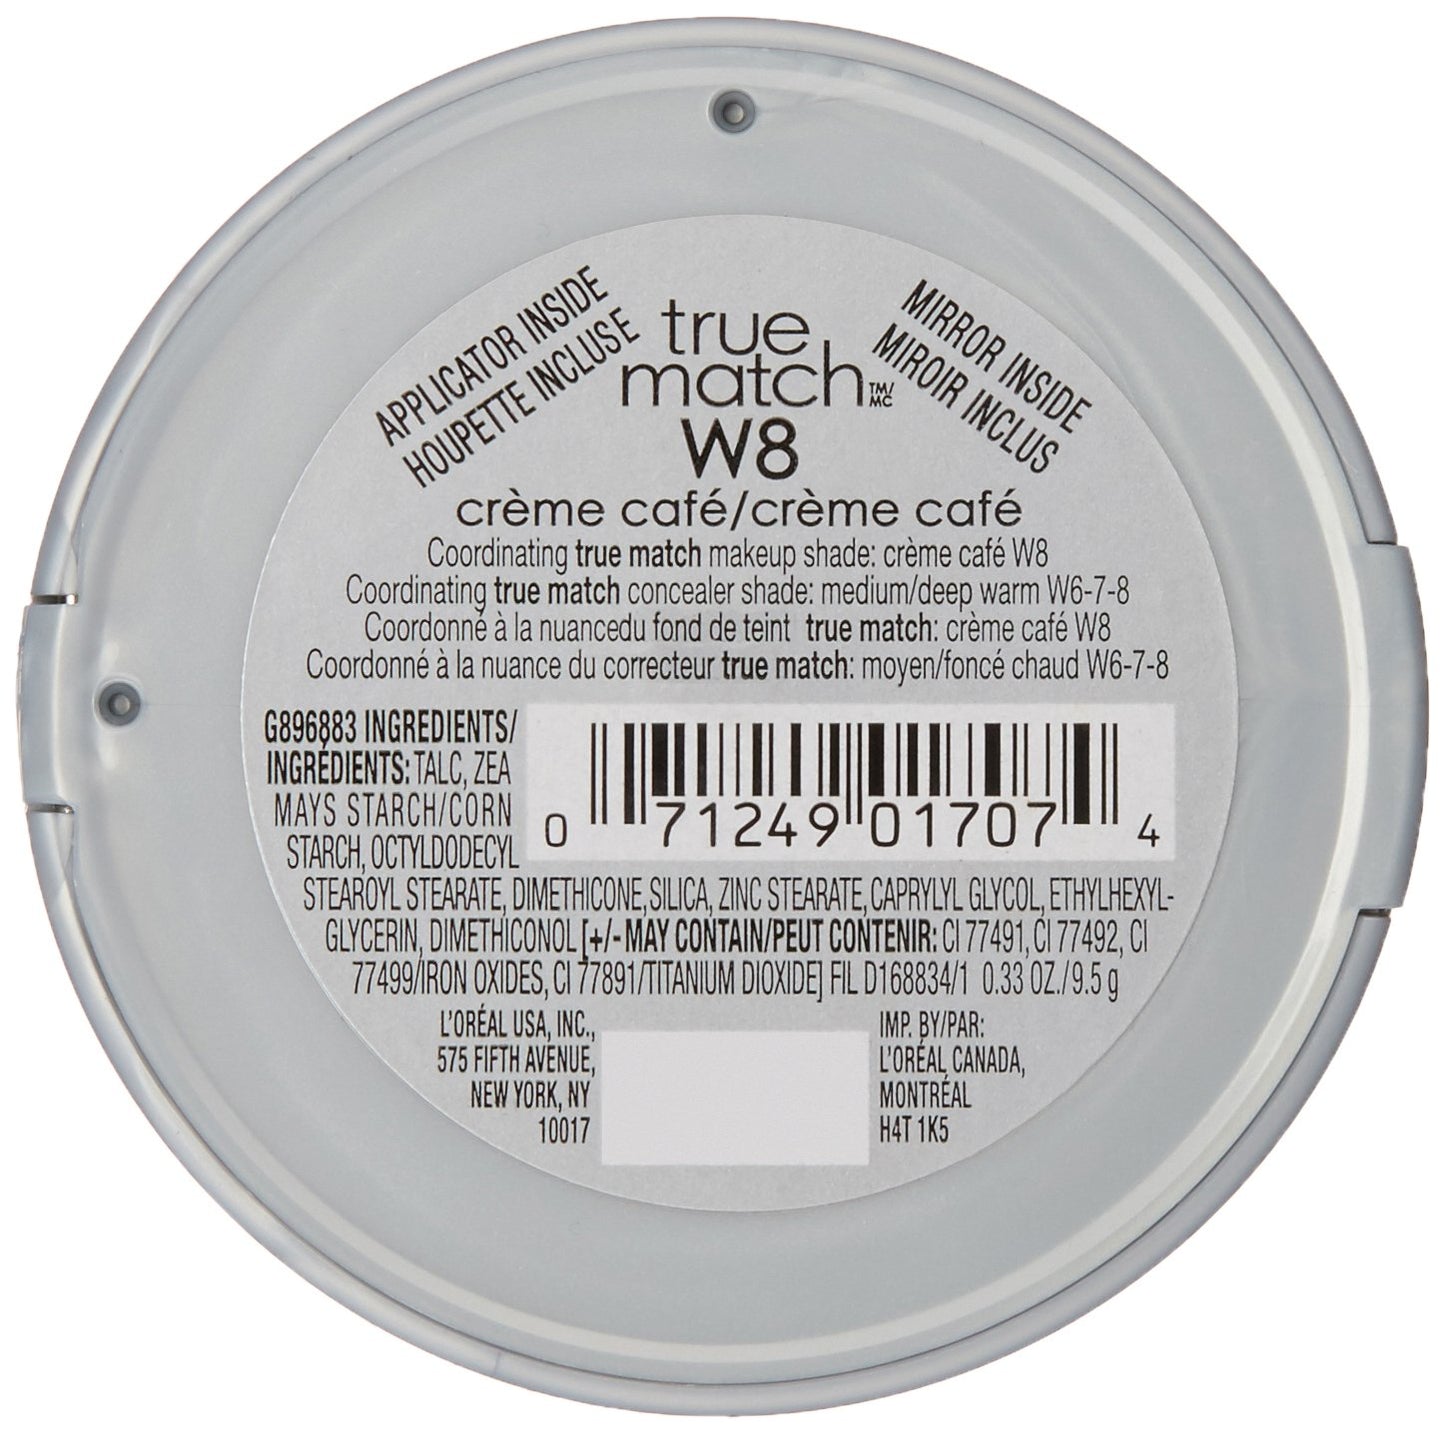 APPLICATOR INSIDE
HOUPETTE INCLUSE
true
match TM/
MC
MIRROR INSIDE
MIROIR INCLUS
W8
crème café/crème café
Coordinating true match makeup shade: crème café W8
Coordinating true match concealer shade: medium/deep warm W6-7-8
Coordonné à la nuancedu fond de teint true match: crème café W8
Coordonné à la nuance du correcteur true match: moyen/foncé chaud W6-7-8
G896883 INGREDIENTS/
INGRÉDIENTS: TALC, ZEA
MAYS STARCH/CORN
STARCH, OCTYLDODECYL
0 71249 01707 4
STEAROYL STEARATE, DIMETHICONE, SILICA, ZINC STEARATE, CAPRYLYL GLYCOL, ETHYLHEXYL-
GLYCERIN, DIMETHICONOL [+/- MAY CONTAIN/PEUT CONTENIR: CI 77491, CI 77492, CI
77499/IRON OXIDES, CI 77891/TITANIUM DIOXIDE] FIL D168834/1 0.33 OZ./9.5 g
L'ORÉAL USA, INC.,
575 FIFTH AVENUE,
NEW YORK, NY
10017
IMP. BY/PAR:
L'ORÉAL CANADA,
MONTRÉAL
H4T 1K5